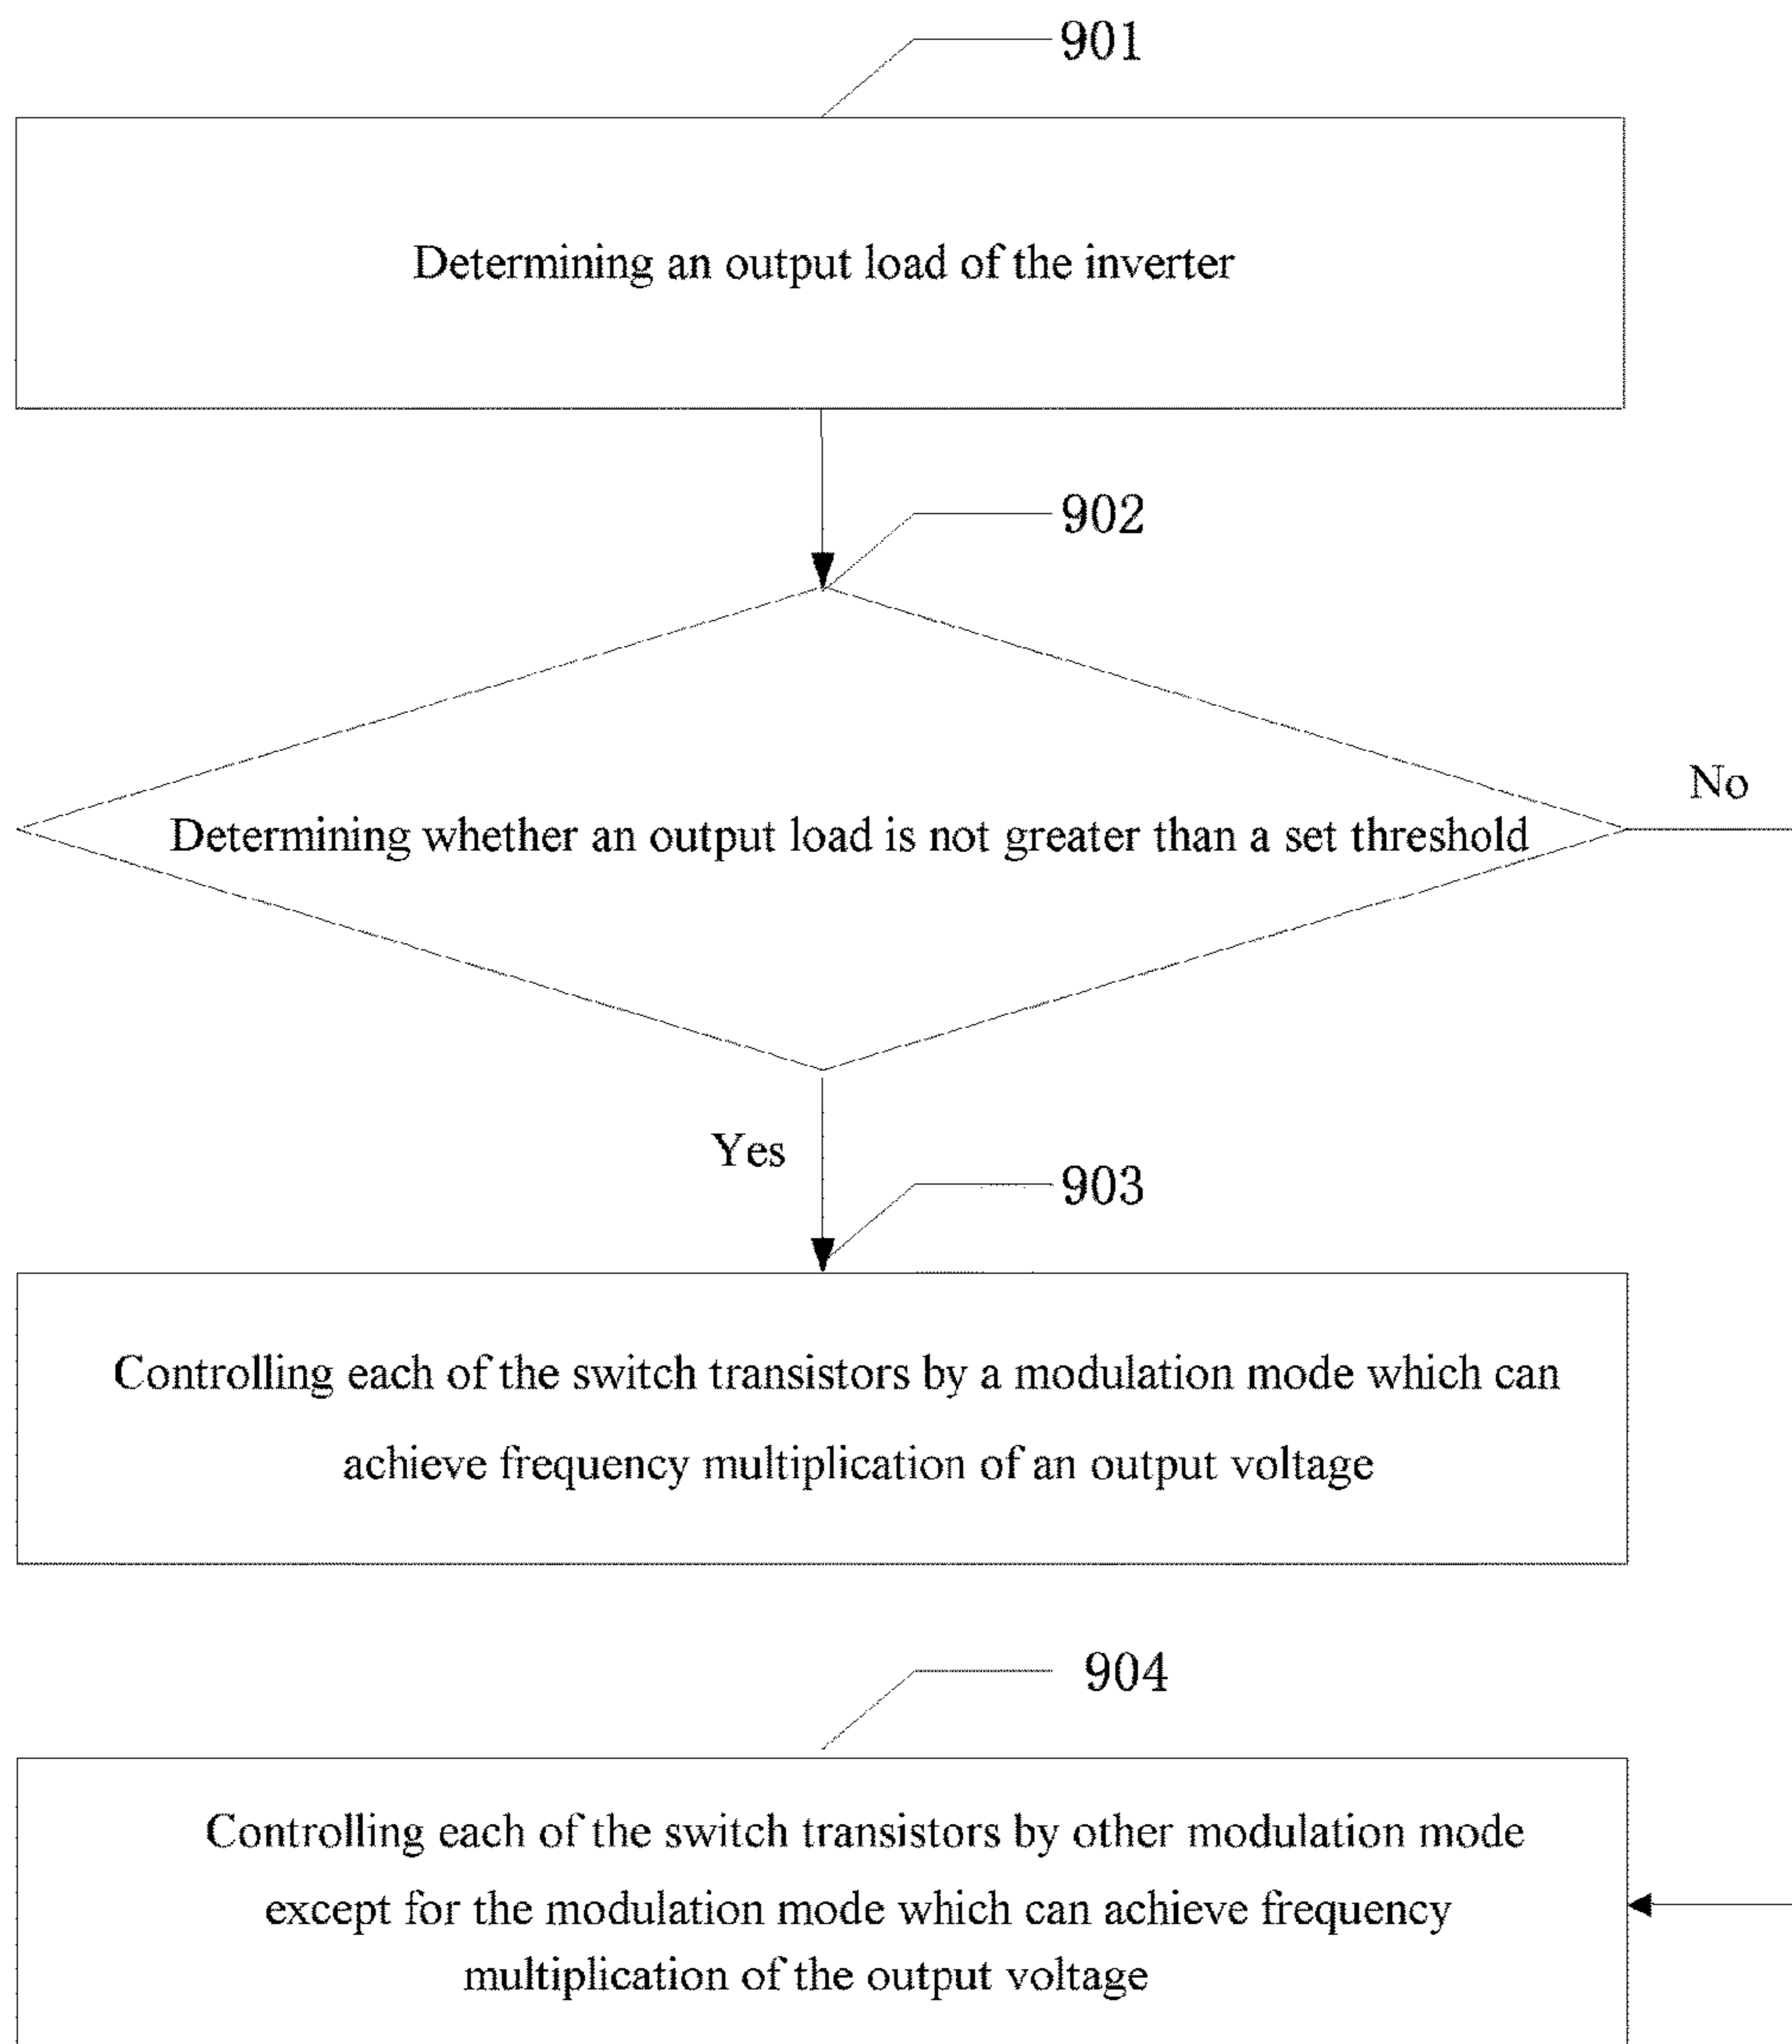 901
Determining an output load of the inverter
902
No
Determining whether an output load is not greater than a set threshold
Yes
903
Controlling each of the switch transistors by a modulation mode which can
achieve frequency multiplication of an output voltage
904
Controlling each of the switch transistors by other modulation mode
except for the modulation mode which can achieve frequency
multiplication of the output voltage